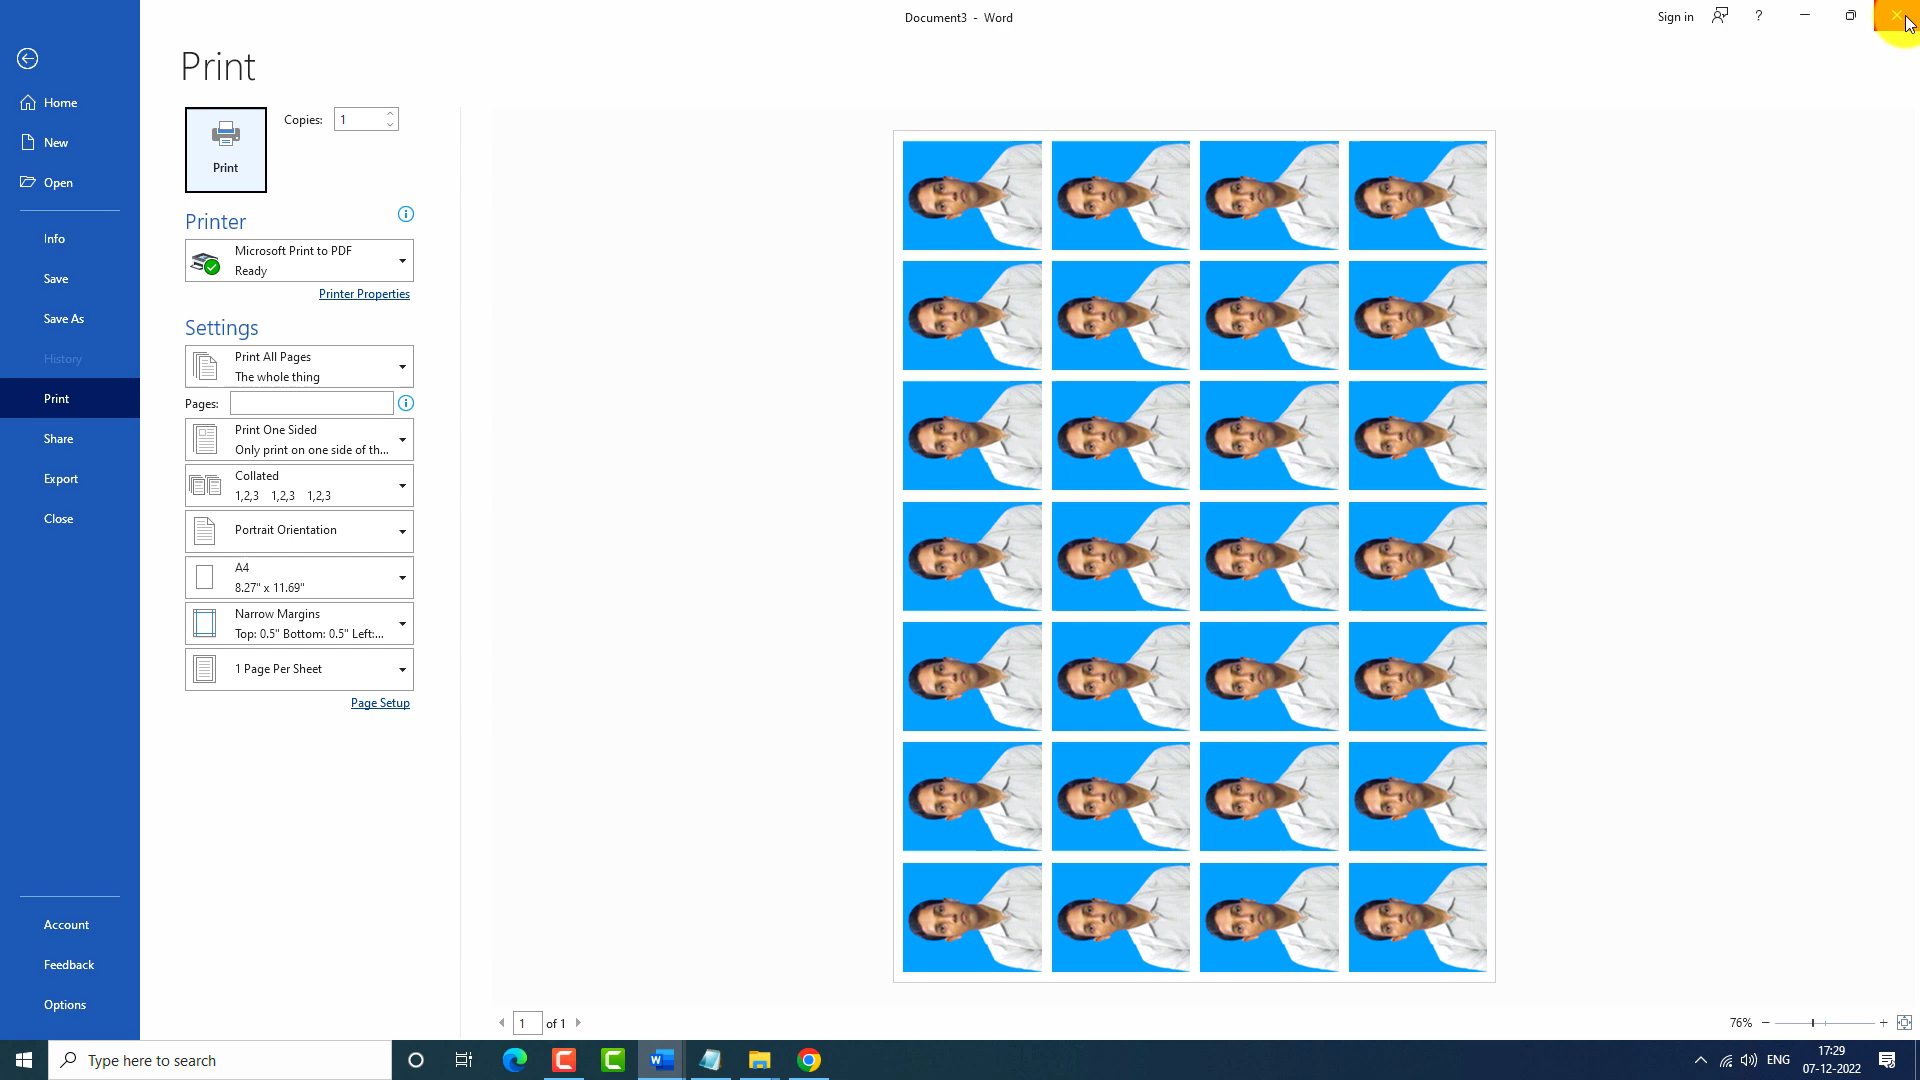 Document3 - Word
Sign in
?
Print
Home
New
Open
Info
Save
Save As
History
Print
Share
Export
Close
Account
Feedback
Options
Print
Copies: 1
Printer
Microsoft Print to PDF
Ready
Printer Properties
Settings
Print All Pages
The whole thing
Pages:
Print One Sided
Only print on one side of th...
Collated
1,2,3 1,2,3 1,2,3
Portrait Orientation
A4
8.27" x 11.69"
Narrow Margins
Top: 0.5" Bottom: 0.5" Left:...
1 Page Per Sheet
Page Setup
1 of 1
76%
Type here to search
ENG
17:29
07-12-2022